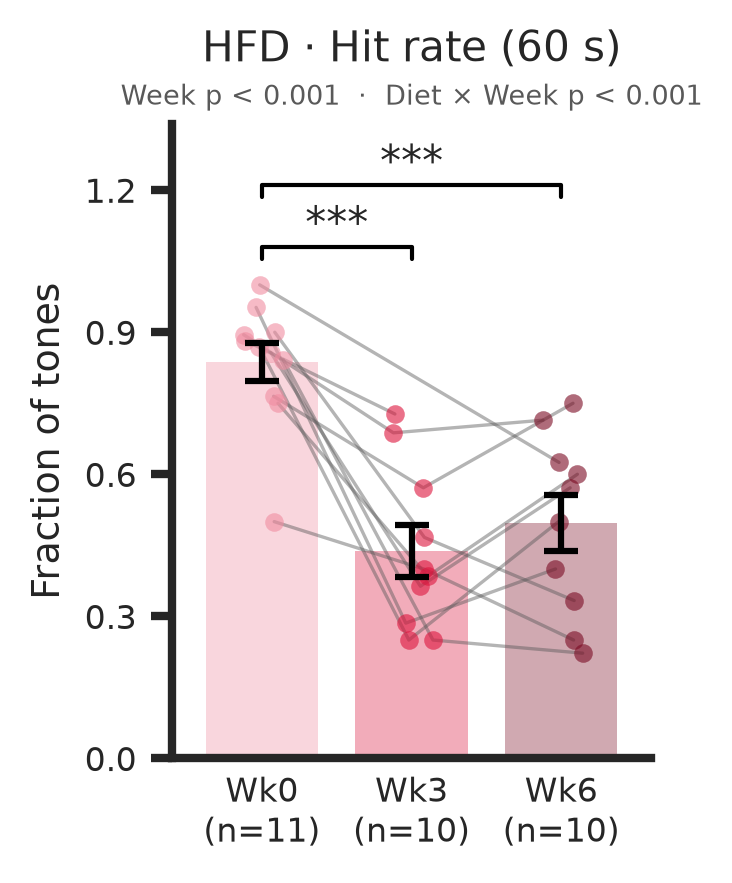 HFD · Hit rate (60 s)
Week p < 0.001 · Diet × Week p < 0.001
***
***
1.2
0.9
0.6
0.3
0.0
Fraction of tones
Wk0 Wk3 Wk6
(n=11) (n=10) (n=10)